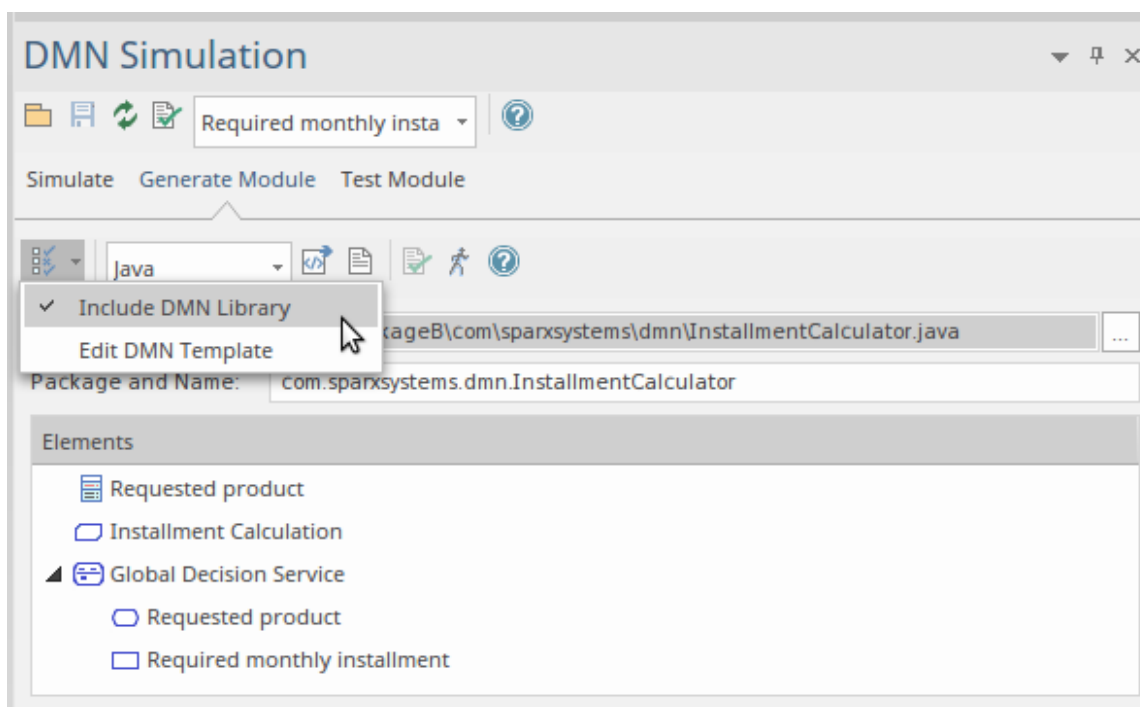 DMN Simulation
Required monthly insta
Simulate Generate Module Test Module
Java
Include DMN Library
Edit DMN Template
kageB\com\sparxsystems\dmn\InstallmentCalculator.java
...
Package and Name: com.sparxsystems.dmn.InstallmentCalculator
Elements
Requested product
Installment Calculation
Global Decision Service
Requested product
Required monthly installment